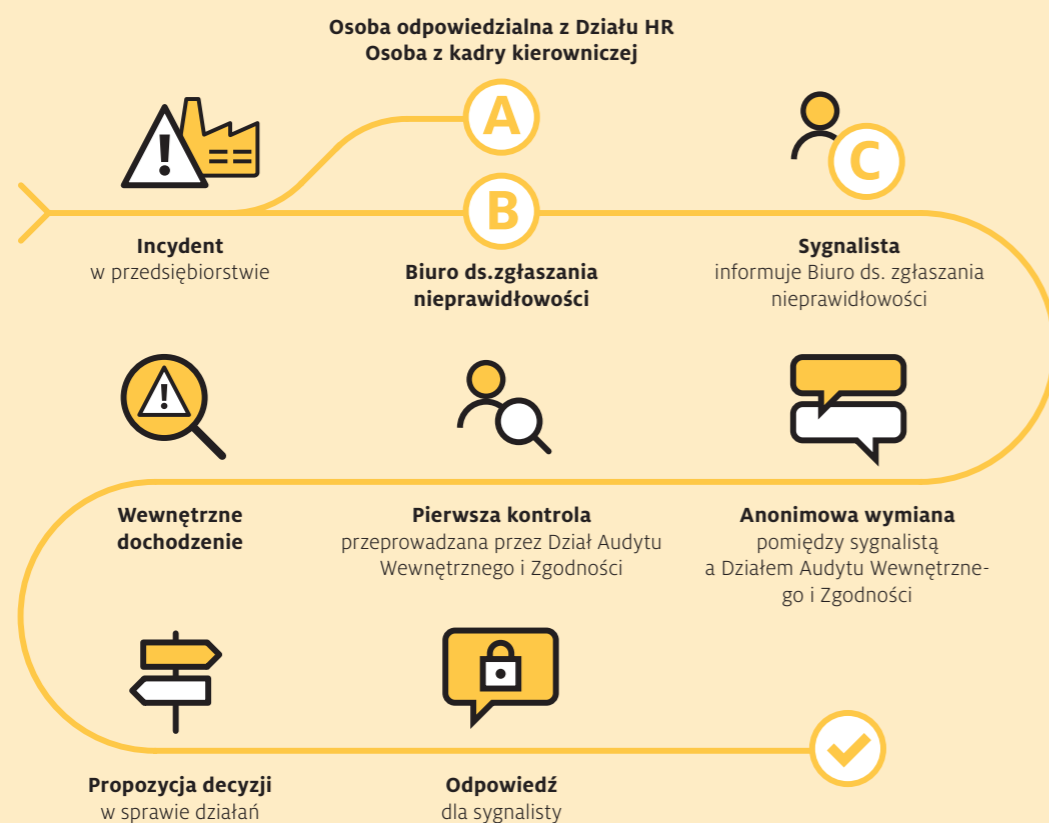 Osoba odpowiedzialna z Działu HR
Osoba z kadry kierowniczej
A
!
C
B
Incydent
w przedsiębiorstwie
Biuro ds.zgłaszania
nieprawidłowości
Sygnalista
informuje Biuro ds. zgłaszania
nieprawidłowości
!
Wewnętrzne
dochodzenie
Pierwsza kontrola
przeprowadzana przez Dział Audytu
Wewnętrznego i Zgodności
Anonimowa wymiana
pomiędzy sygnalistą
a Działem Audytu Wewnętrzne-
go i Zgodności
Propozycja decyzji
w sprawie działań
Odpowiedź
dla sygnalisty